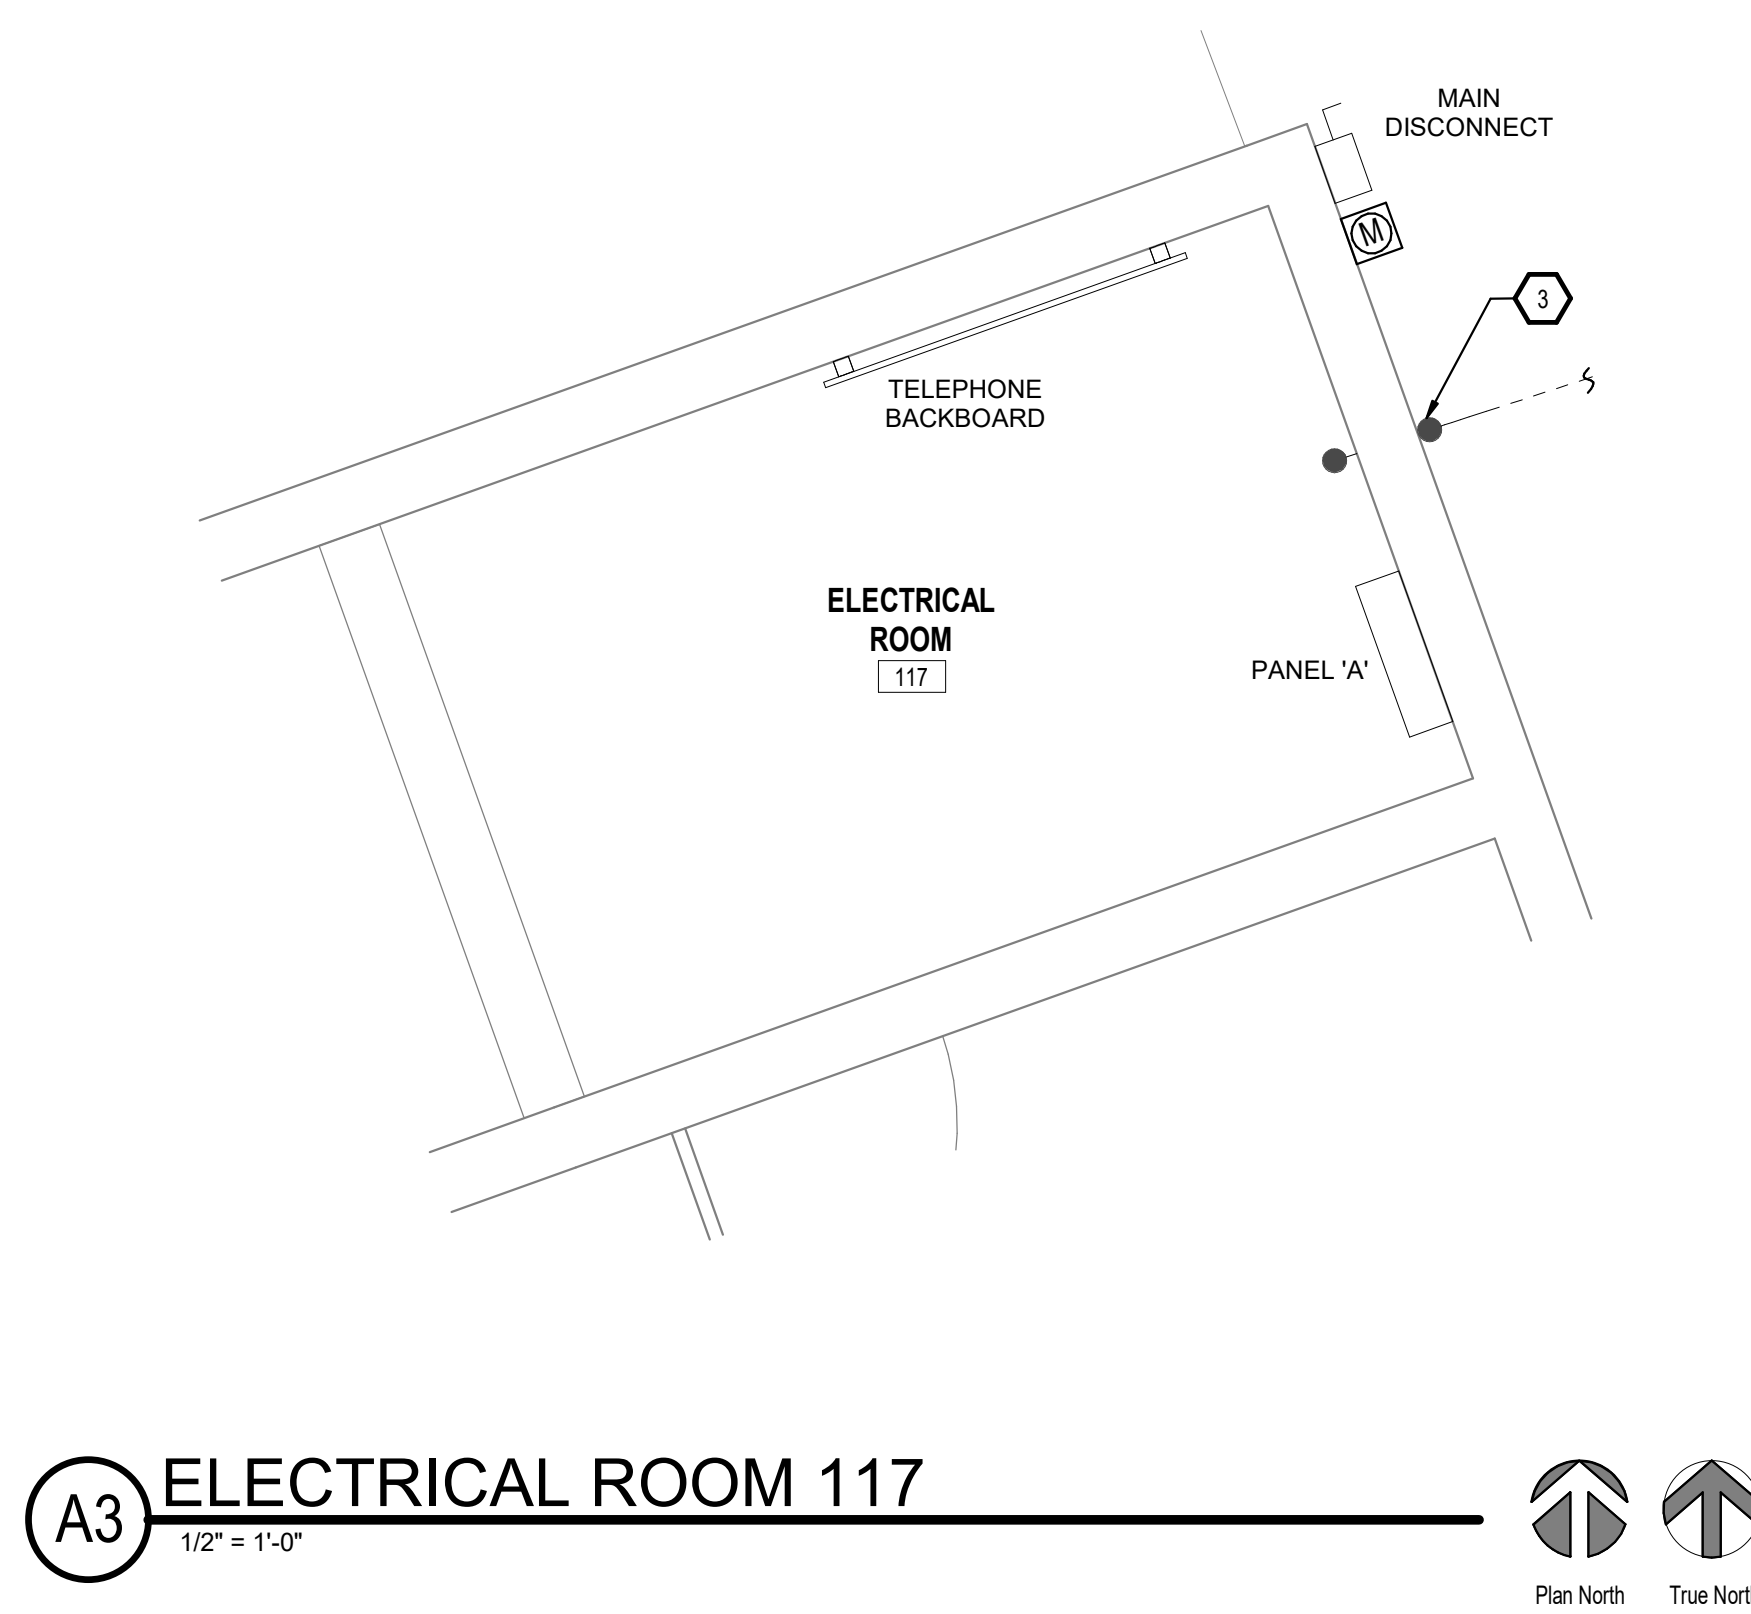 MAIN
DISCONNECT
M
3
TELEPHONE
BACKBOARD
ELECTRICAL
ROOM
117
PANEL 'A'
A3
ELECTRICAL ROOM 117
1/2" = 1'-0"
Plan North
True North